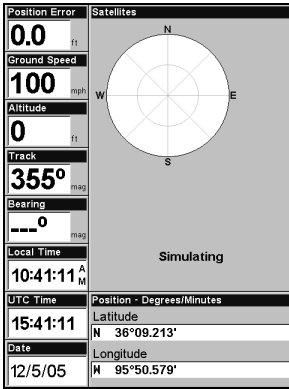 Position Error
0.0 ft
Ground Speed
100 mph
Altitude
0 ft
Track
355º mag
Bearing
---º mag
Local Time
10:41:11 AM
UTC Time
15:41:11
Date
12/5/05
Satellites
N
W E
S
Simulating
Position - Degrees/Minutes
Latitude
N 36°09.213'
Longitude
W 95°50.579'